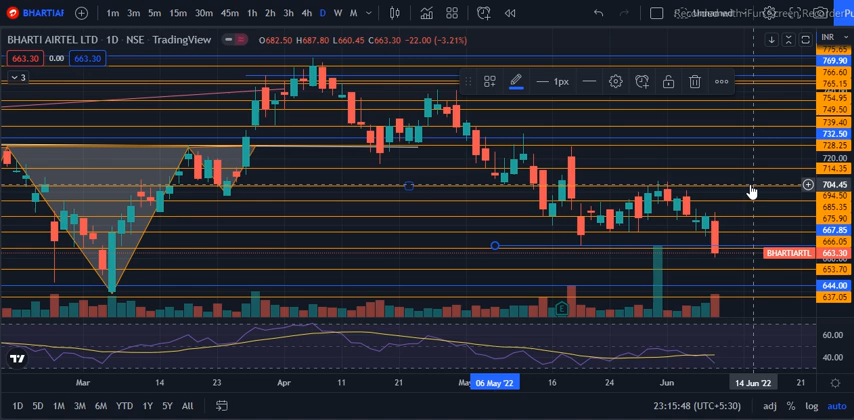 BHARTIAR 1m 3m 5m 15m 30m 45m 1h 2h 3h 4h D W M Unnamed Pu
BHARTI AIRTEL LTD · 1D · NSE · TradingView O682.50 H687.80 L660.45 C663.30 -22.00 (-3.21%) INR
663.30 0.00 663.30
3
1px
775.65
769.90
766.60
765.15
754.95
749.50
739.40
732.50
728.25
720.00
714.35
704.45
694.50
685.35
675.90
667.85
666.05
BHARTIARTL 663.30
653.70
644.00
637.05
E
60.00
40.00
Mar 14 23 Apr 11 21 Ma 06 May '22 16 24 Jun 14 Jun '22 21
1D 5D 1M 3M 6M YTD 1Y 5Y All 23:15:48 (UTC+5:30) adj % log auto